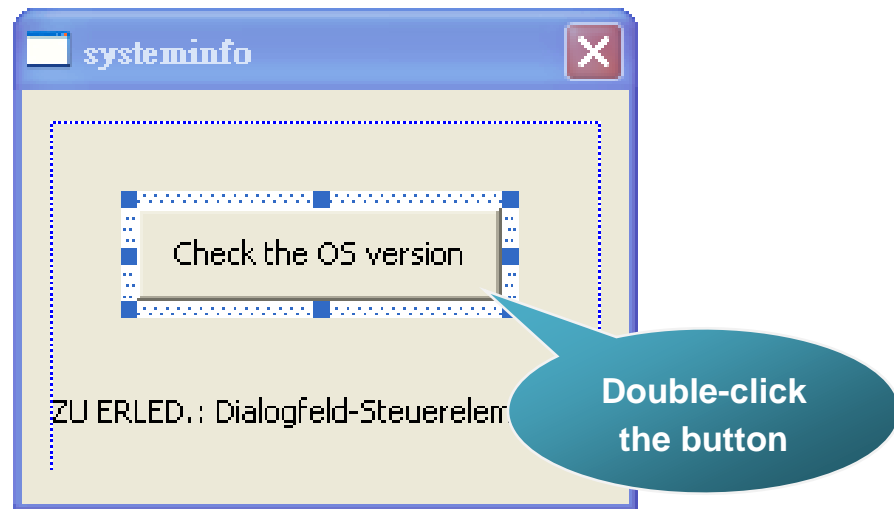 systeminfo
Check the OS version
ZU ERLED.: Dialogfeld-Steuerelem
Double-click
the button